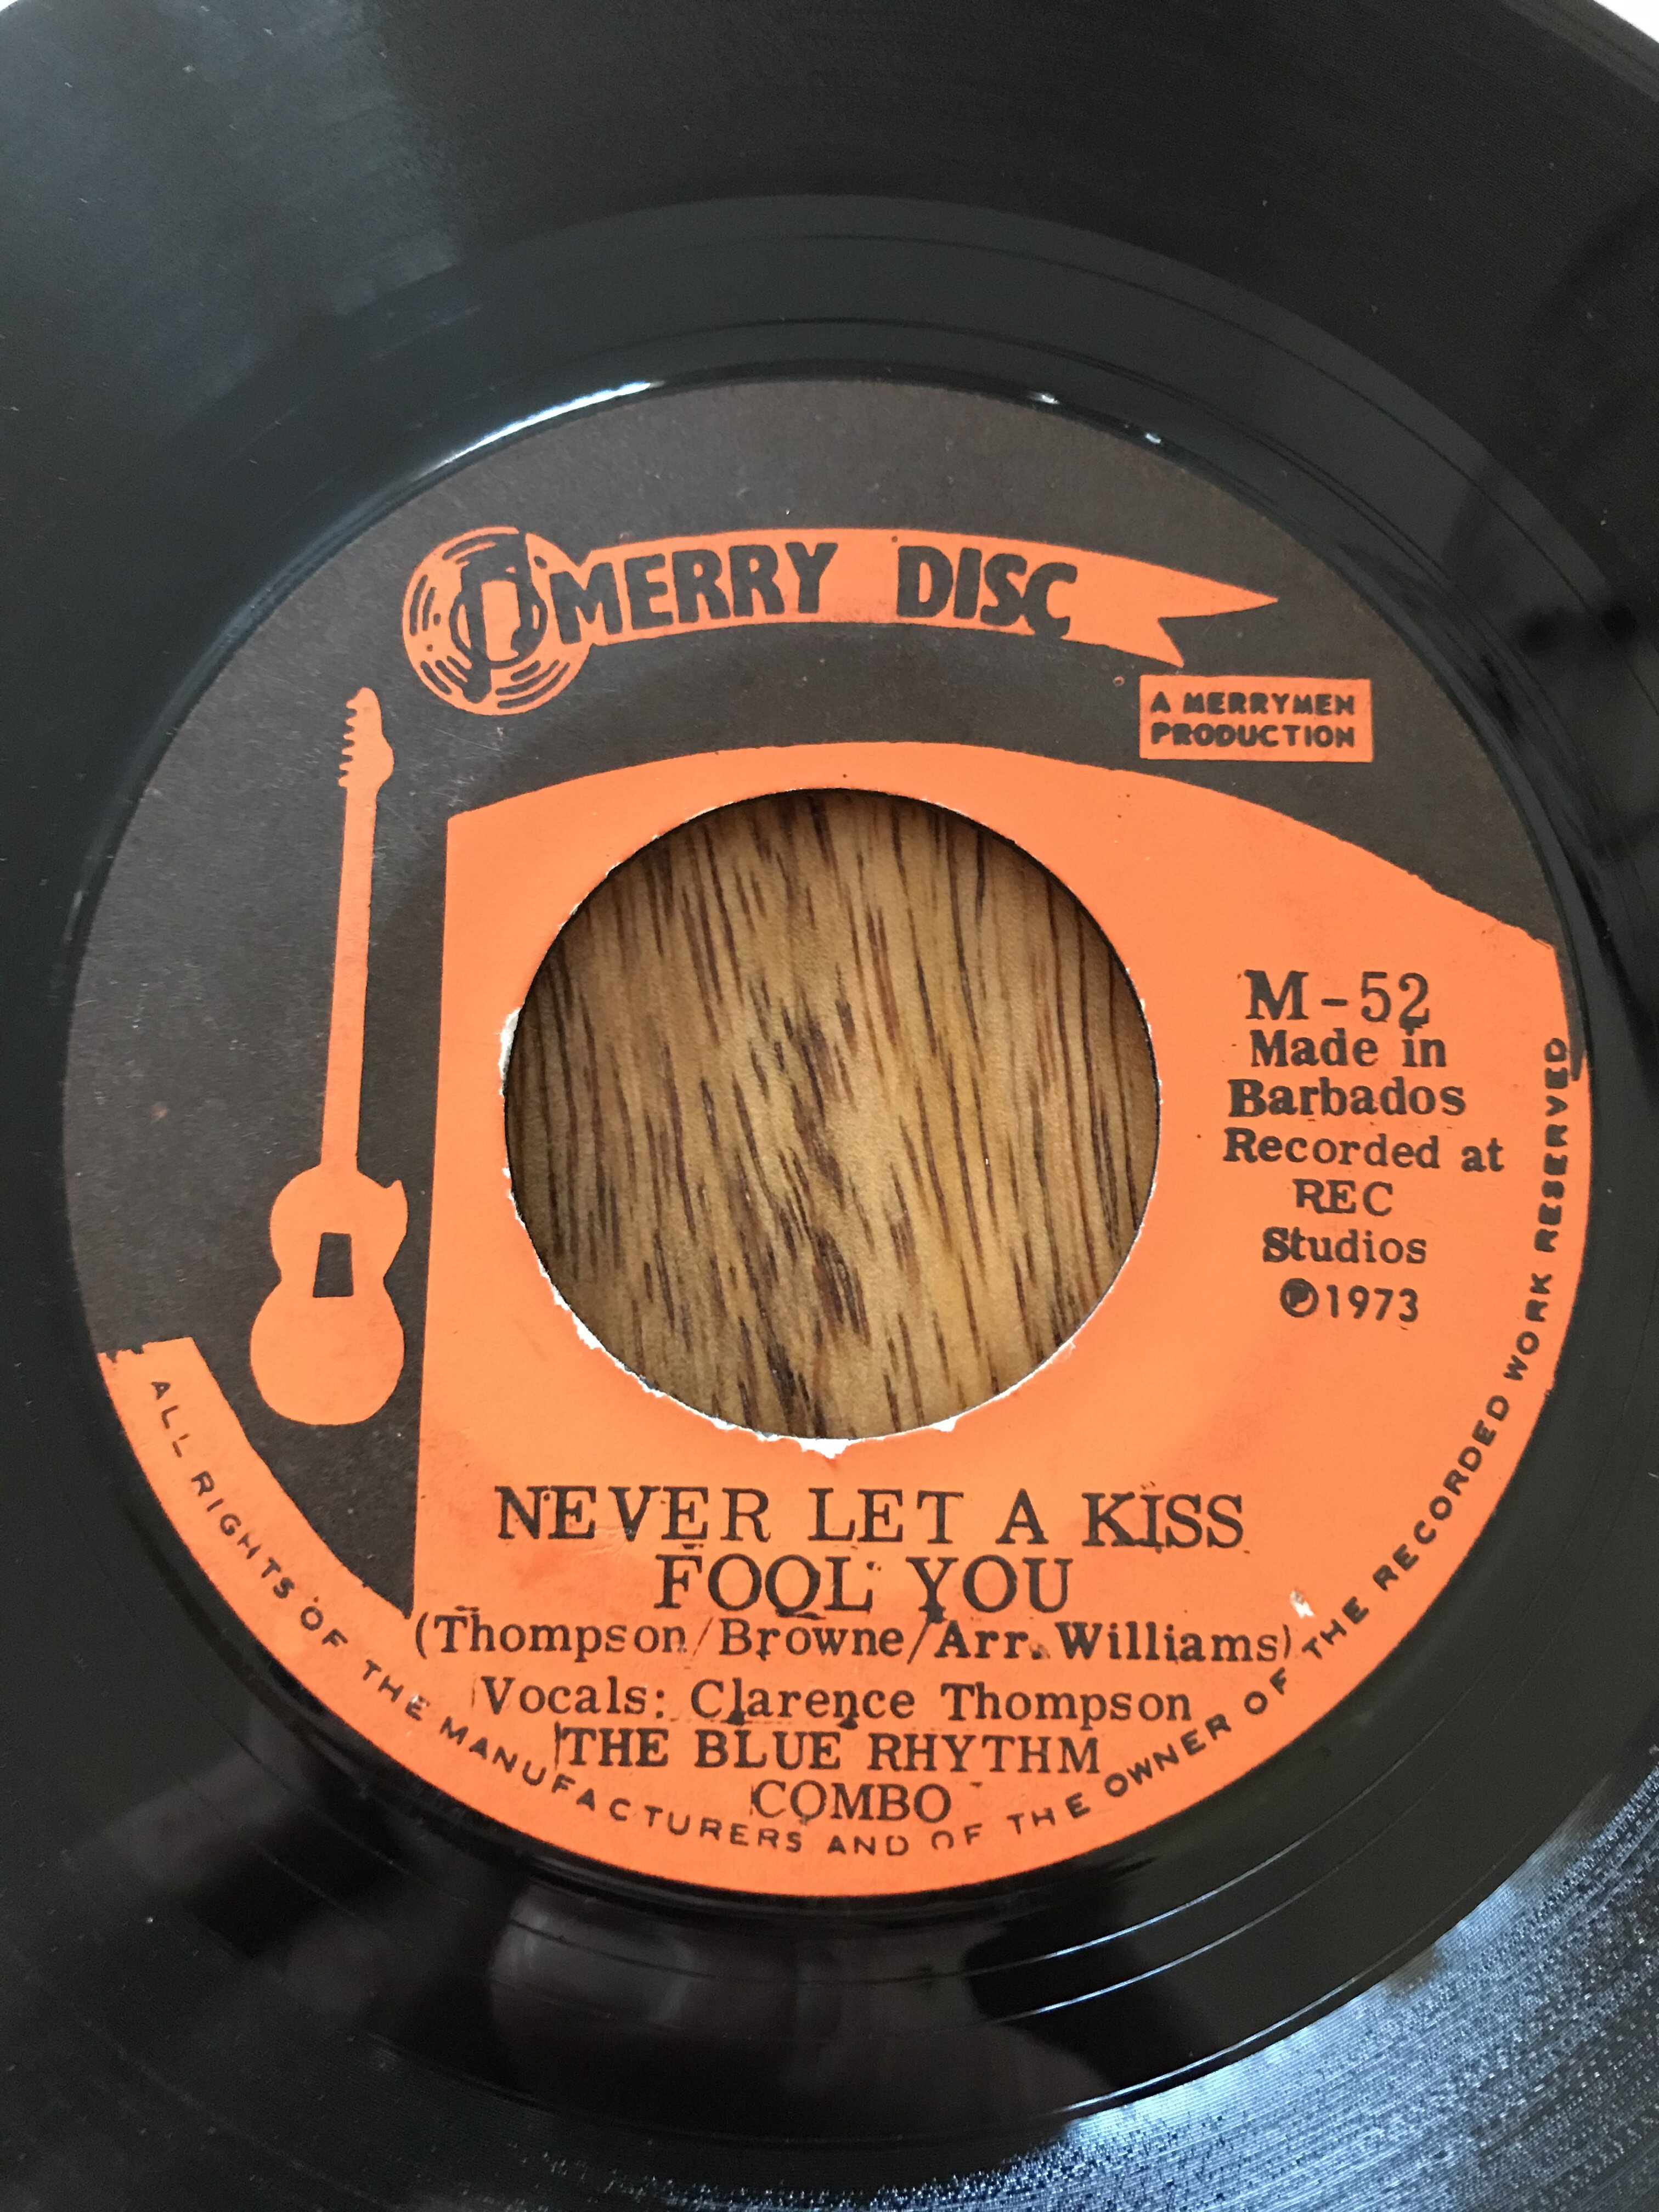 MERRY DISC
A MERRYMEN
PRODUCTION
M-52
Made in
Barbados
Recorded at
REC
Studios
Ⓟ1973
NEVER LET A KISS
FOOL YOU
(Thompson/Browne/Arr. Williams)
Vocals: Clarence Thompson
THE BLUE RHYTHM
COMBO
ALL RIGHTS OF THE MANUFACTURERS AND OF THE OWNER OF THE RECORDED WORK RESERVED